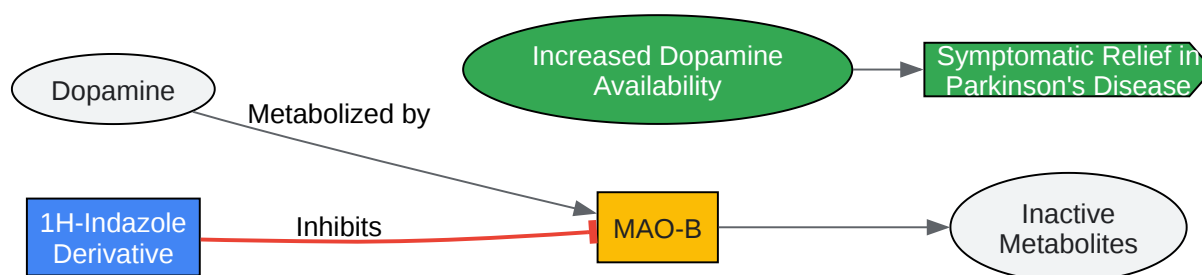 Increased Dopamine
Availability
Symptomatic Relief in
Parkinson's Disease
Dopamine
Metabolized by
1H-Indazole
Derivative
Inhibits
MAO-B
Inactive
Metabolites